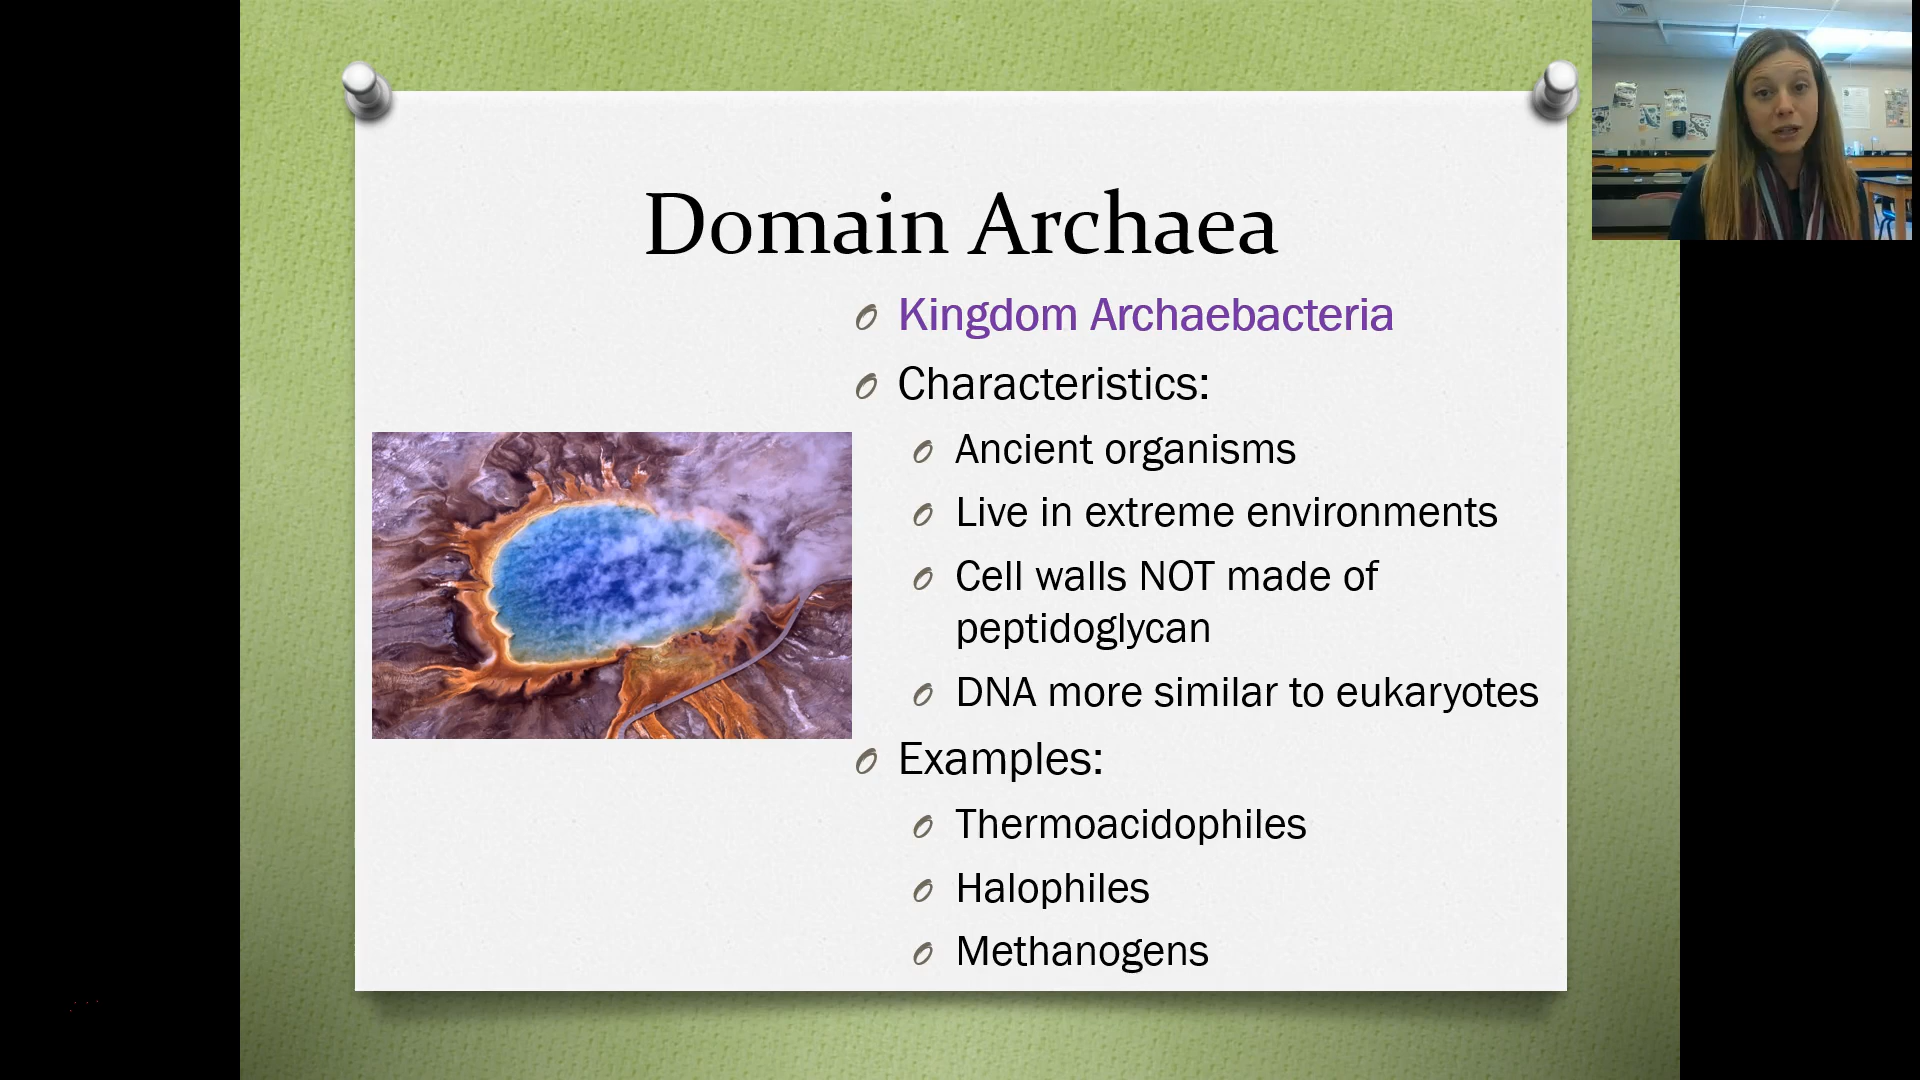 Domain Archaea
Kingdom Archaebacteria
Characteristics:
Ancient organisms
Live in extreme environments
Cell walls NOT made of
peptidoglycan
DNA more similar to eukaryotes
Examples:
Thermoacidophiles
Halophiles
Methanogens